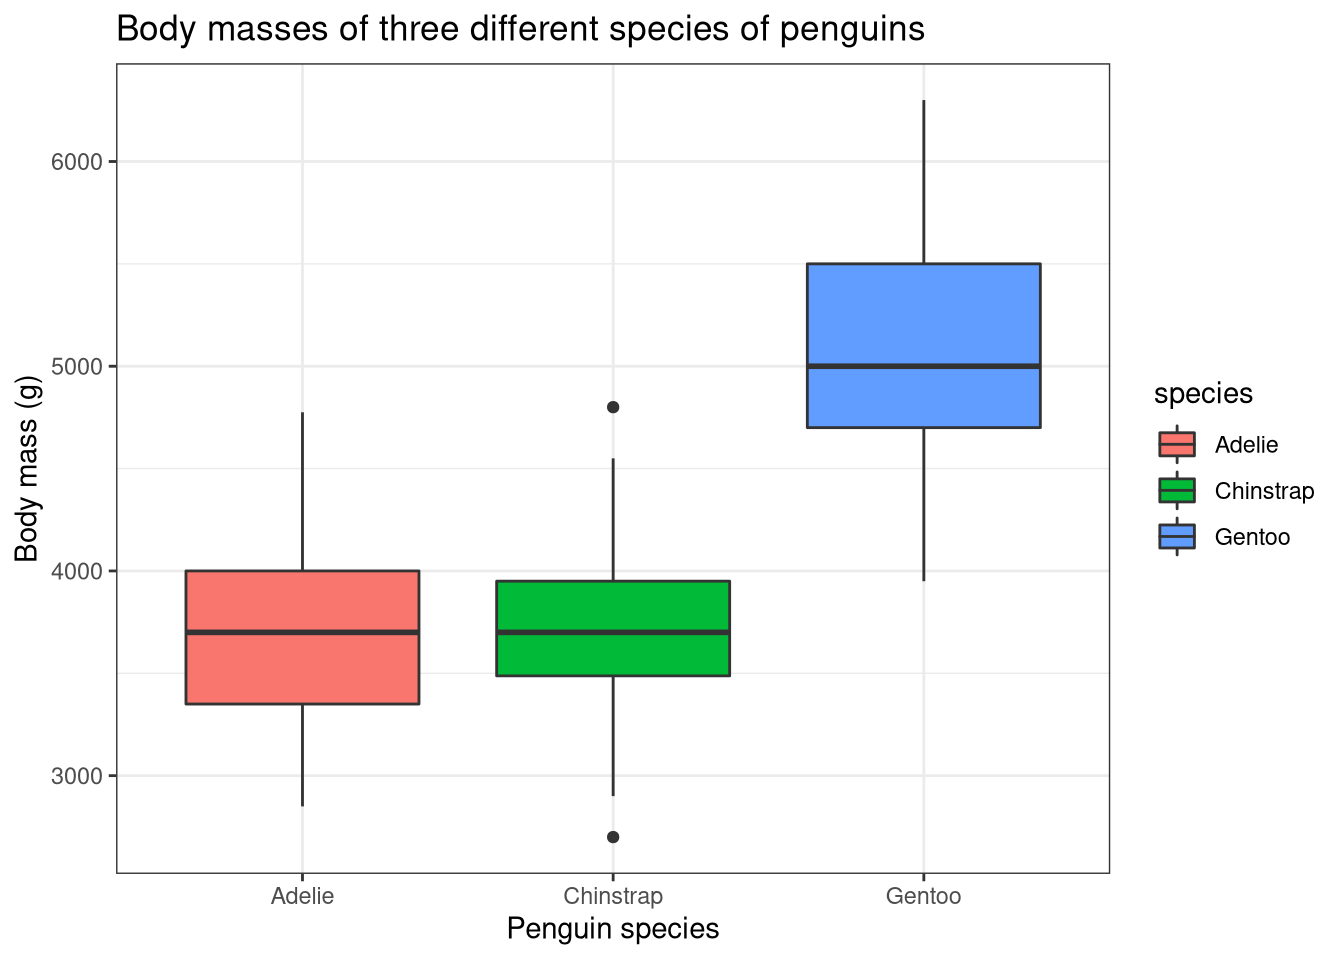 Body masses of three different species of penguins
Body mass (g)
6000
5000
4000
3000
Adelie
Chinstrap
Gentoo
Penguin species
species
Adelie
Chinstrap
Gentoo